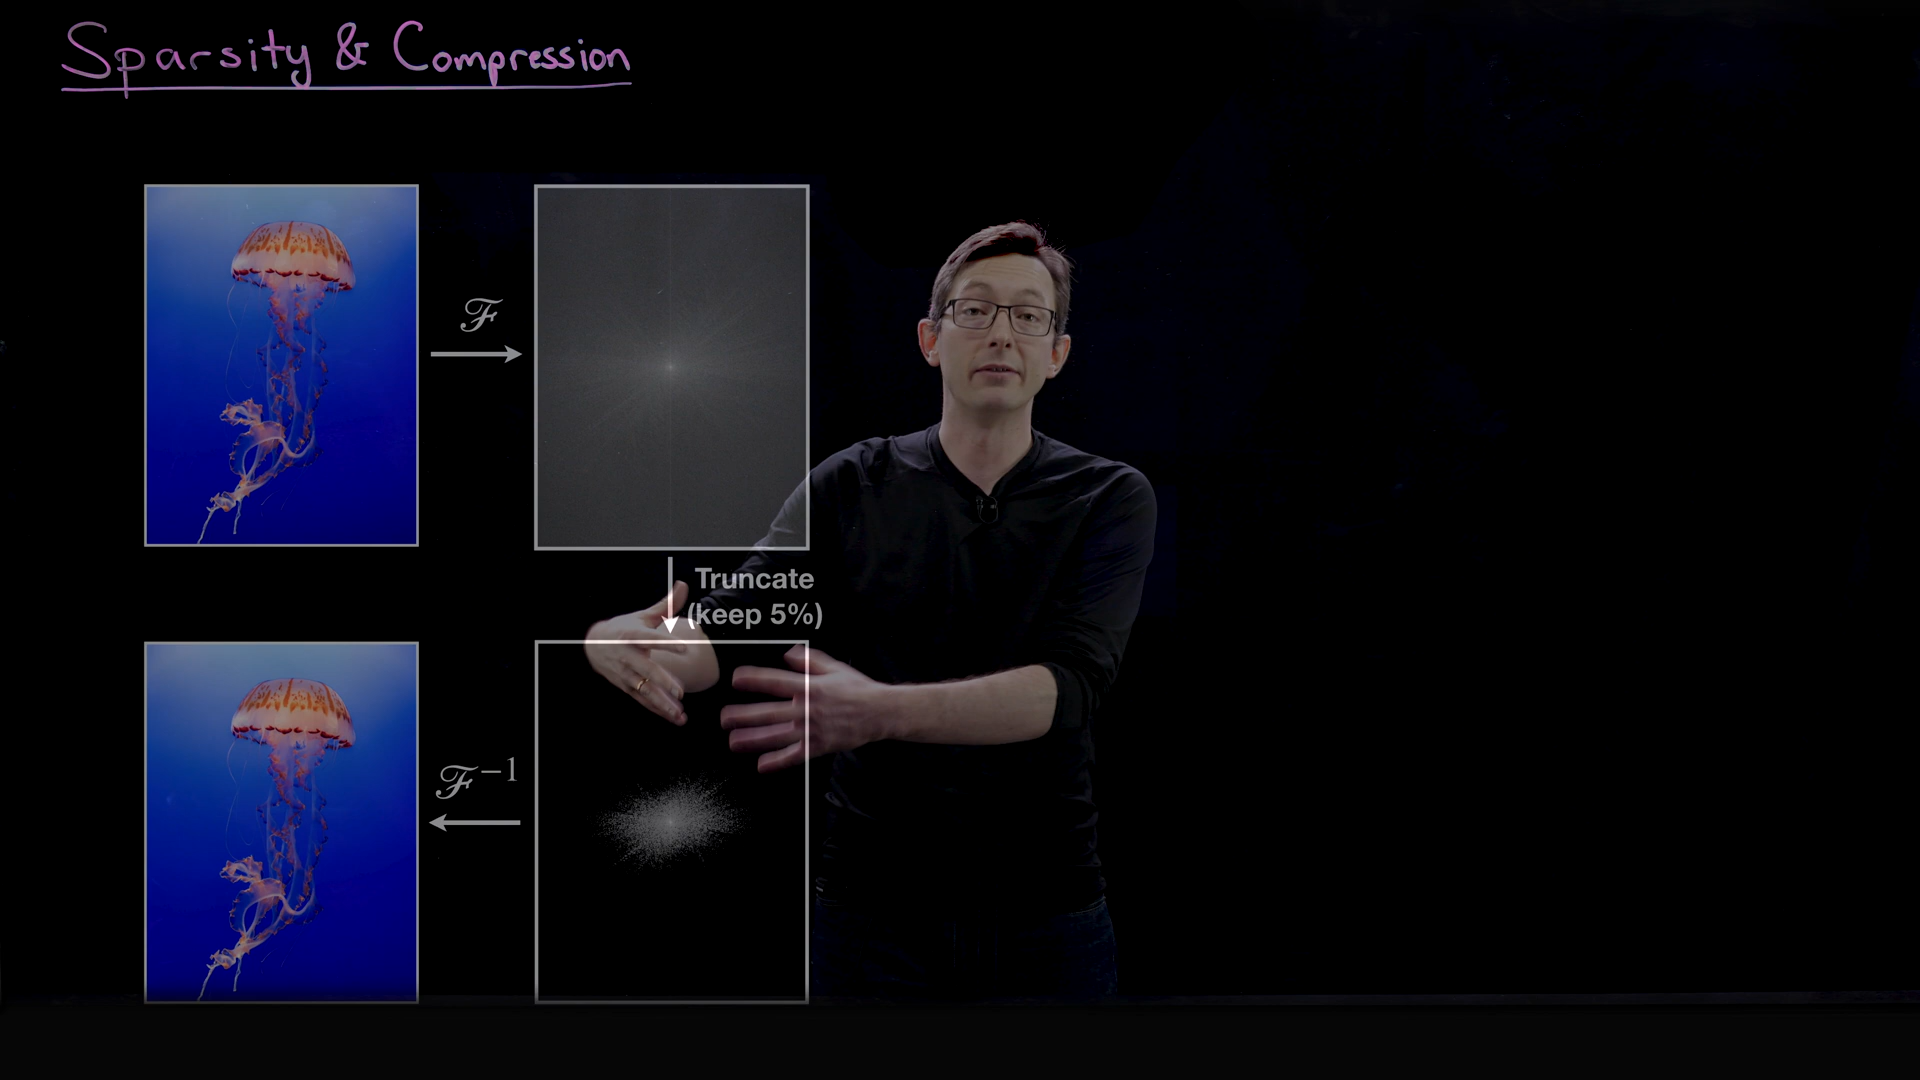 Sparsity & Compression
ℱ
Truncate
(keep 5%)
ℱ⁻¹